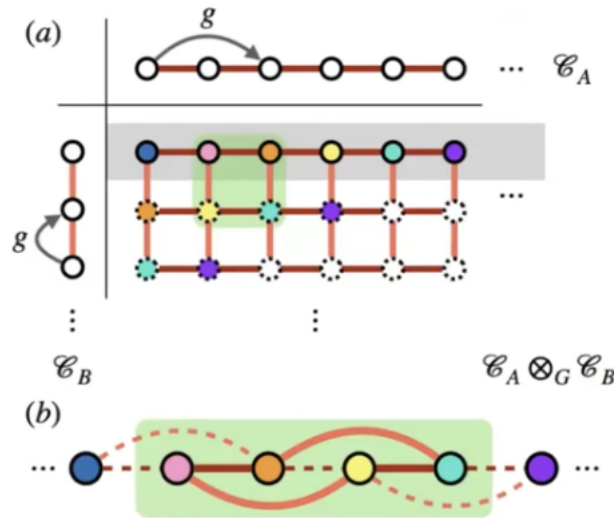 (a)
g
... 𝒞_A
g
...
⋮ ⋮
𝒞_B 𝒞_A ⊗_G 𝒞_B
(b)
... ...